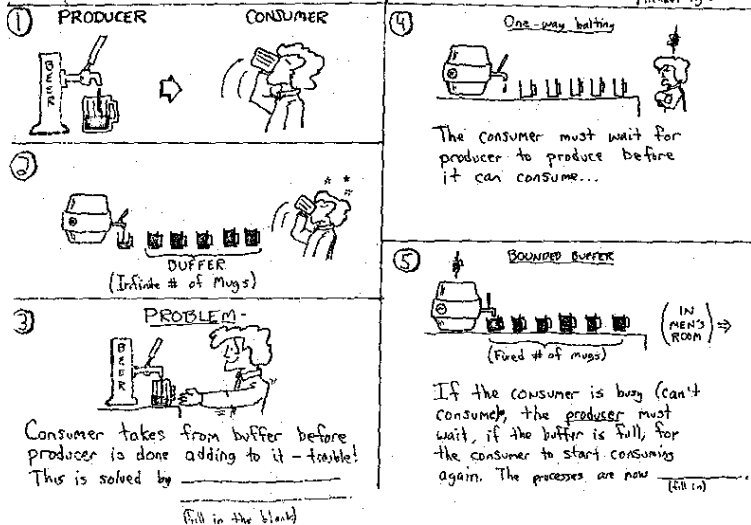 ① PRODUCER CONSUMER
BEER
②
BUFFER
(Infinite # of Mugs)
③ PROBLEM-
BEER
Consumer takes from buffer before
producer is done adding to it - trouble!
This is solved by
(fill in the blank)
④ One-way waiting
The consumer must wait for
producer to produce before
it can consume...
⑤ BOUNDED BUFFER
(Fixed # of mugs)
(IN
MEN'S
ROOM) ⇒
If the consumer is busy (can't
consume), the producer must
wait, if the buffer is full, for
the consumer to start consuming
again. The processes are now
(fill in)